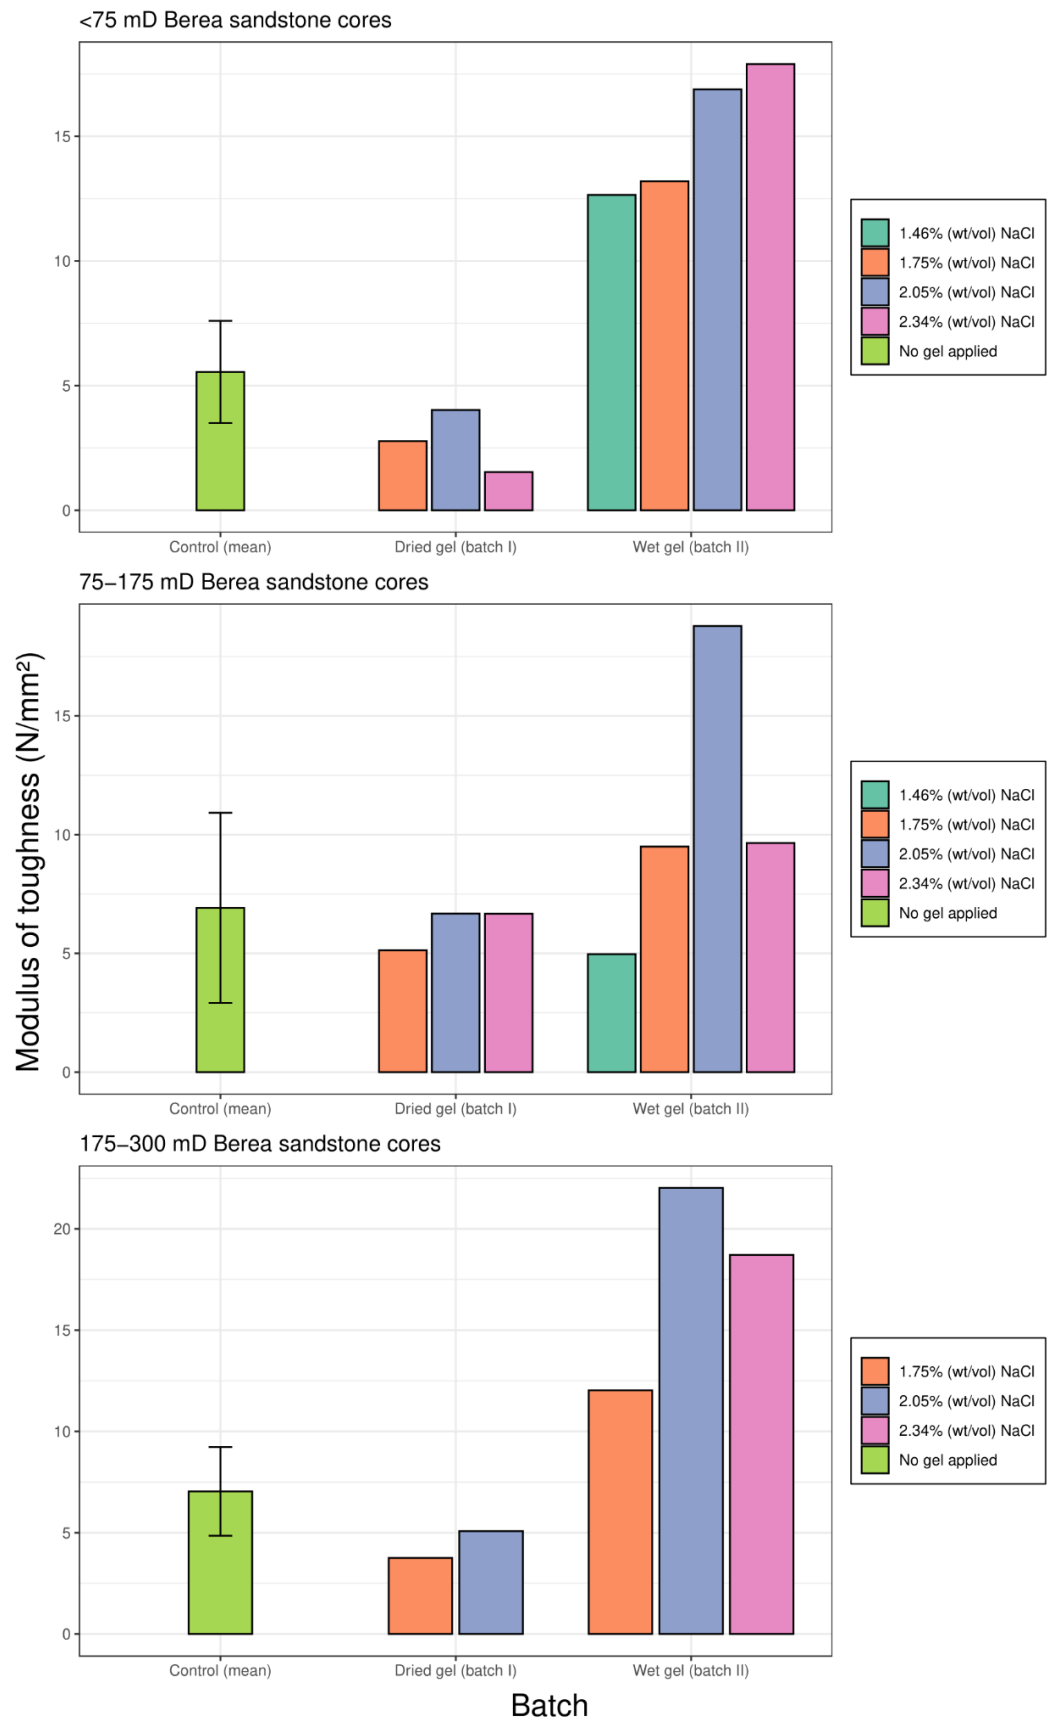 <75 mD Berea sandstone cores
15
10
5
0
Control (mean) Dried gel (batch I) Wet gel (batch II)
1.46% (wt/vol) NaCl
1.75% (wt/vol) NaCl
2.05% (wt/vol) NaCl
2.34% (wt/vol) NaCl
No gel applied
75–175 mD Berea sandstone cores
Modulus of toughness (N/mm²)
15
10
5
0
Control (mean) Dried gel (batch I) Wet gel (batch II)
1.46% (wt/vol) NaCl
1.75% (wt/vol) NaCl
2.05% (wt/vol) NaCl
2.34% (wt/vol) NaCl
No gel applied
175–300 mD Berea sandstone cores
20
15
10
5
0
Control (mean) Dried gel (batch I) Wet gel (batch II)
1.75% (wt/vol) NaCl
2.05% (wt/vol) NaCl
2.34% (wt/vol) NaCl
No gel applied
Batch